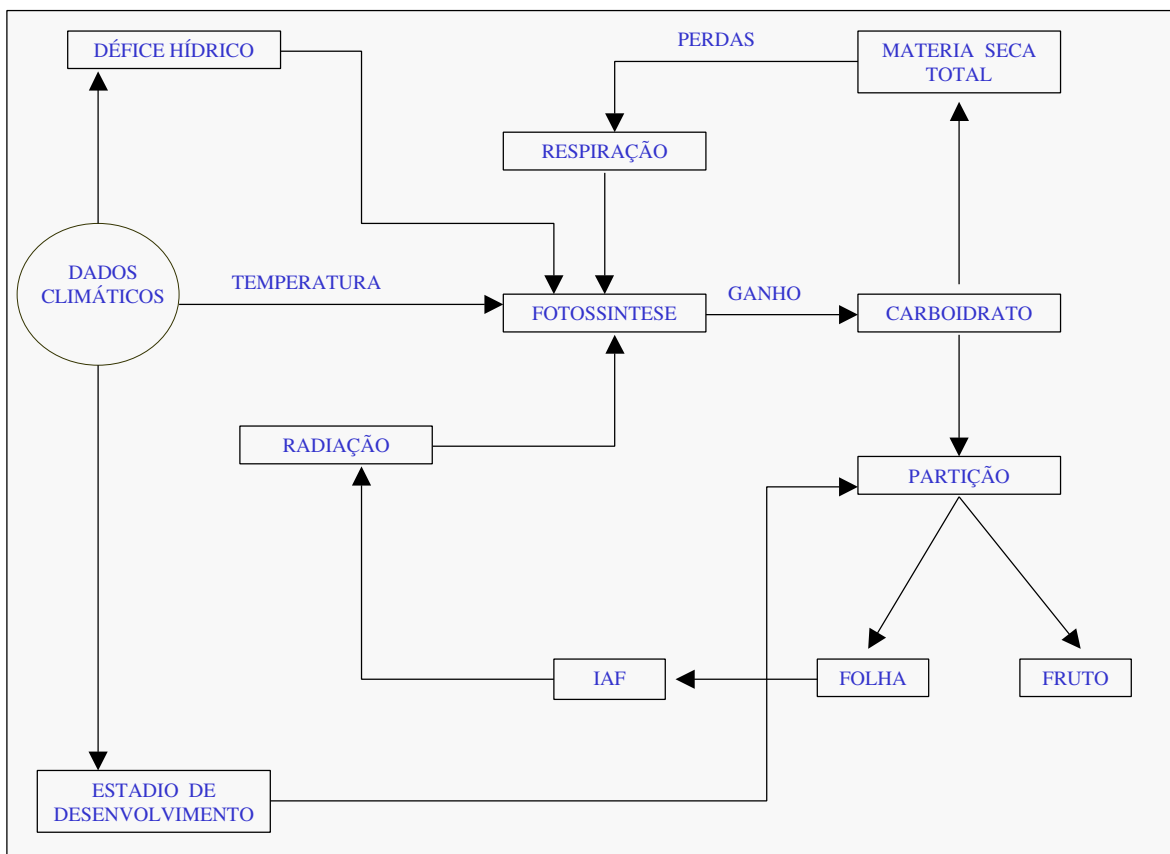 DÉFICE HÍDRICO
PERDAS
MATERIA SECA
TOTAL
RESPIRAÇÃO
DADOS
CLIMÁTICOS
TEMPERATURA
FOTOSSINTESE
GANHO
CARBOIDRATO
RADIAÇÃO
PARTIÇÃO
IAF
FOLHA
FRUTO
ESTADIO DE
DESENVOLVIMENTO